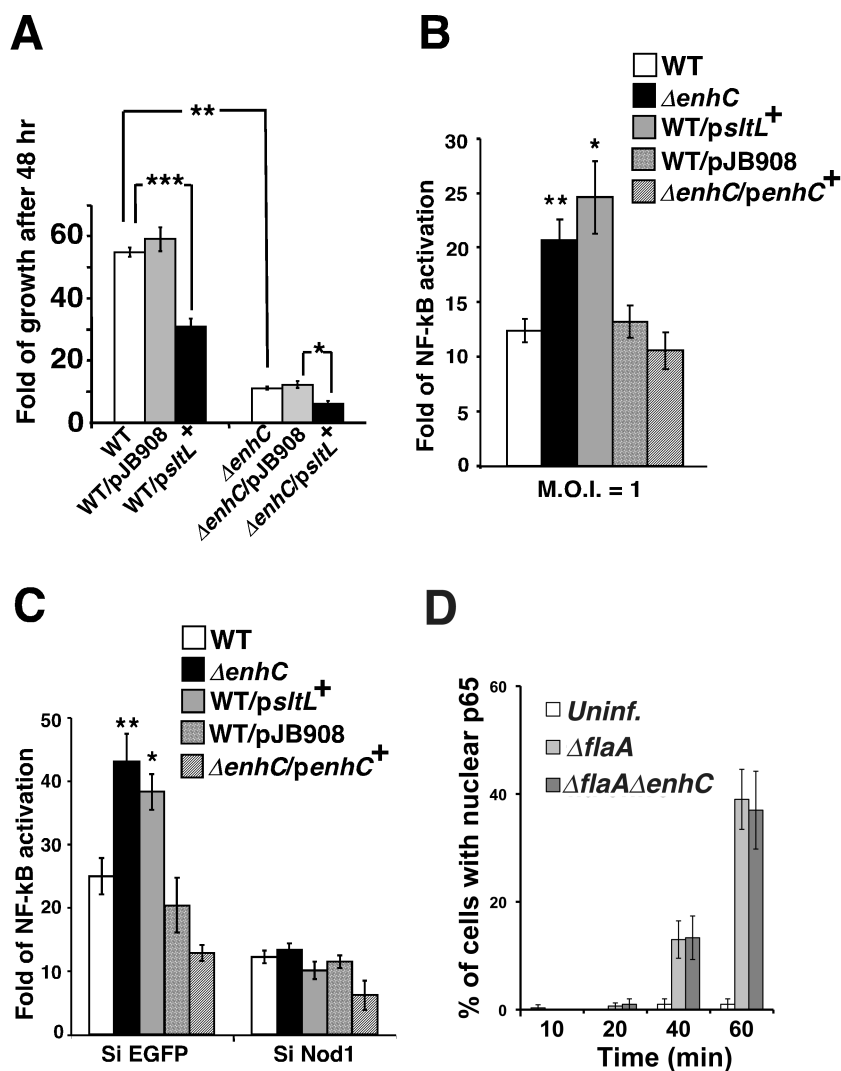 A
Fold of growth after 48 hr
**
***
*
60
40
20
0
WT
WT/pJB908
WT/psltL+
ΔenhC
ΔenhC/pJB908
ΔenhC/psltL+
B
WT
ΔenhC
WT/psltL+
WT/pJB908
ΔenhC/penhC+
Fold of NF-kB activation
30
25
20
15
10
5
0
**
*
M.O.I. = 1
C
WT
ΔenhC
WT/psltL+
WT/pJB908
ΔenhC/penhC+
Fold of NF-kB activation
50
40
30
20
10
0
**
*
Si EGFP
Si Nod1
D
% of cells with nuclear p65
60
40
20
0
Uninf.
ΔflaA
ΔflaAΔenhC
10 20 40 60
Time (min)